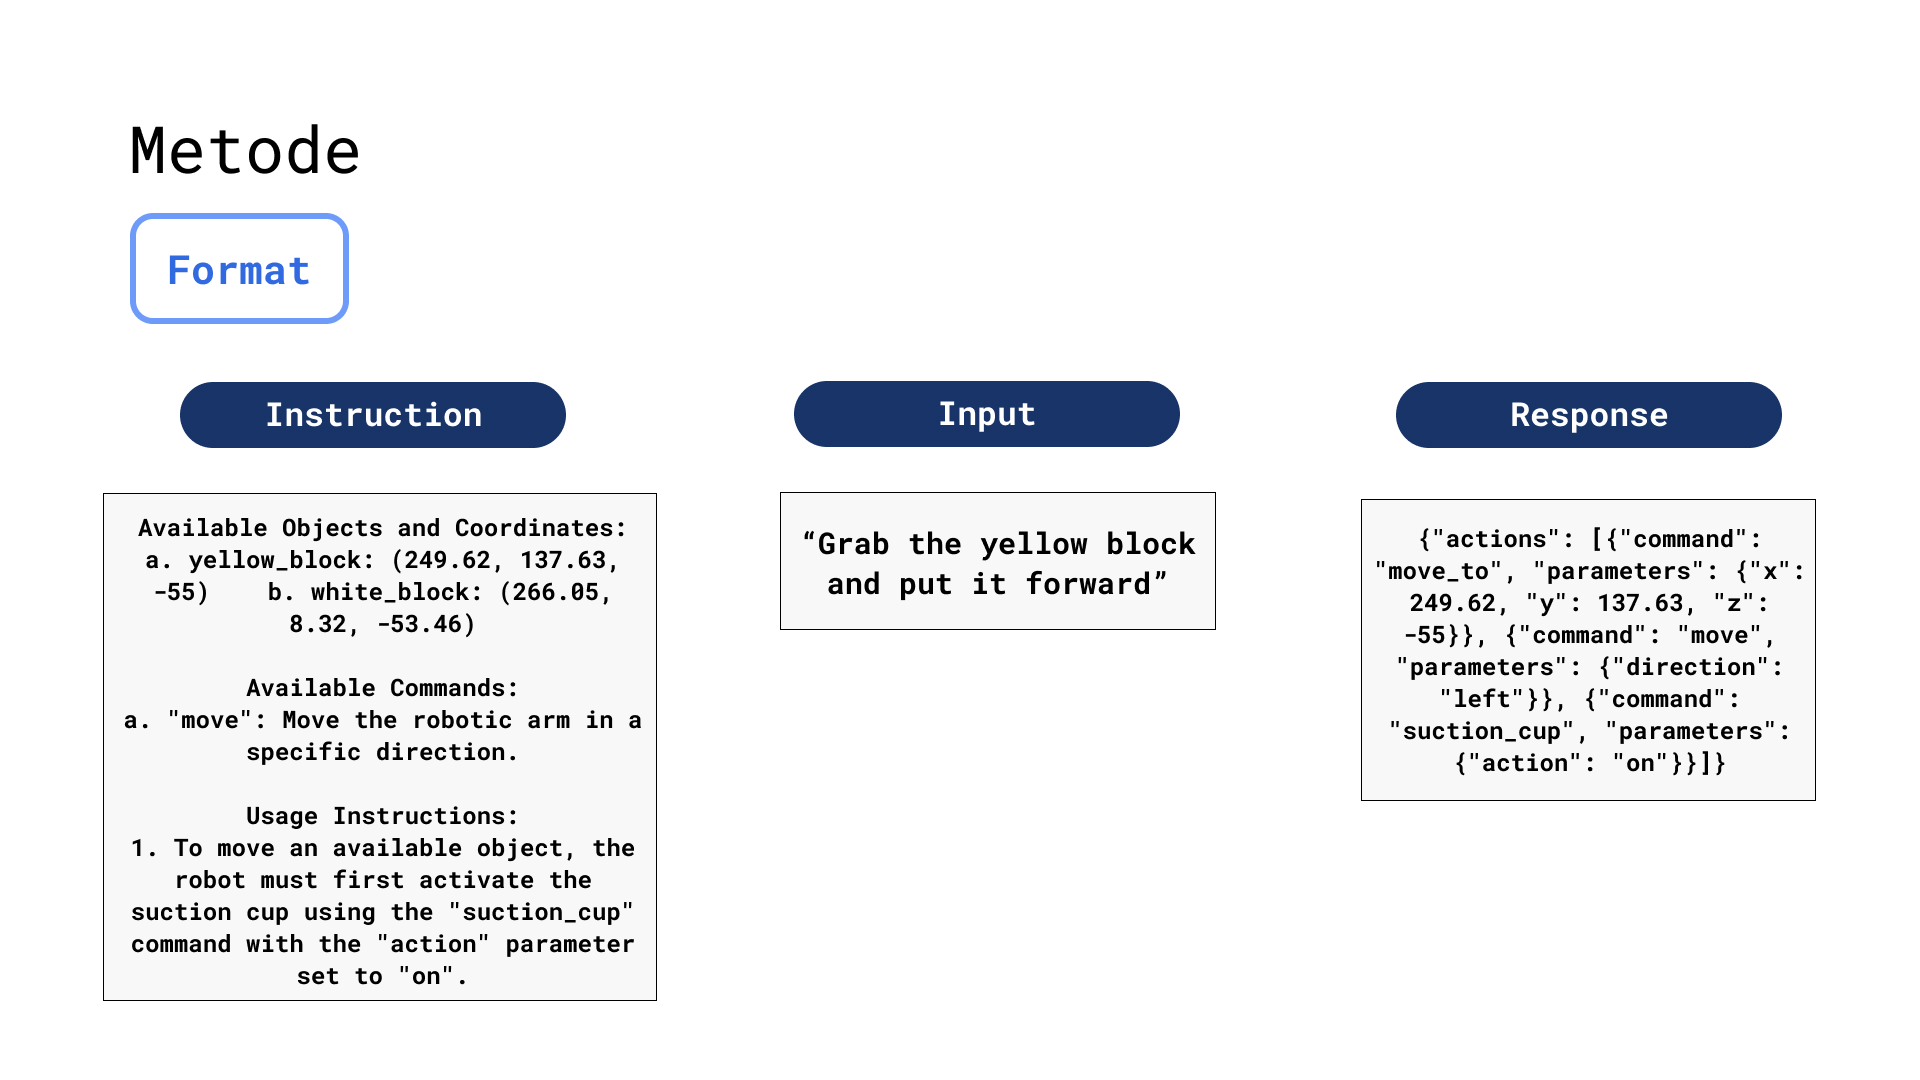 Metode
Format
Instruction
Available Objects and Coordinates:
a. yellow_block: (249.62, 137.63,
-55)    b. white_block: (266.05,
8.32, -53.46)
Available Commands:
a. "move": Move the robotic arm in a
specific direction.
Usage Instructions:
1. To move an available object, the
robot must first activate the
suction cup using the "suction_cup"
command with the "action" parameter
set to "on".
Input
“Grab the yellow block
and put it forward”
Response
{"actions": [{"command":
"move_to", "parameters": {"x":
249.62, "y": 137.63, "z":
-55}}, {"command": "move",
"parameters": {"direction":
"left"}}, {"command":
"suction_cup", "parameters":
{"action": "on"}}]}